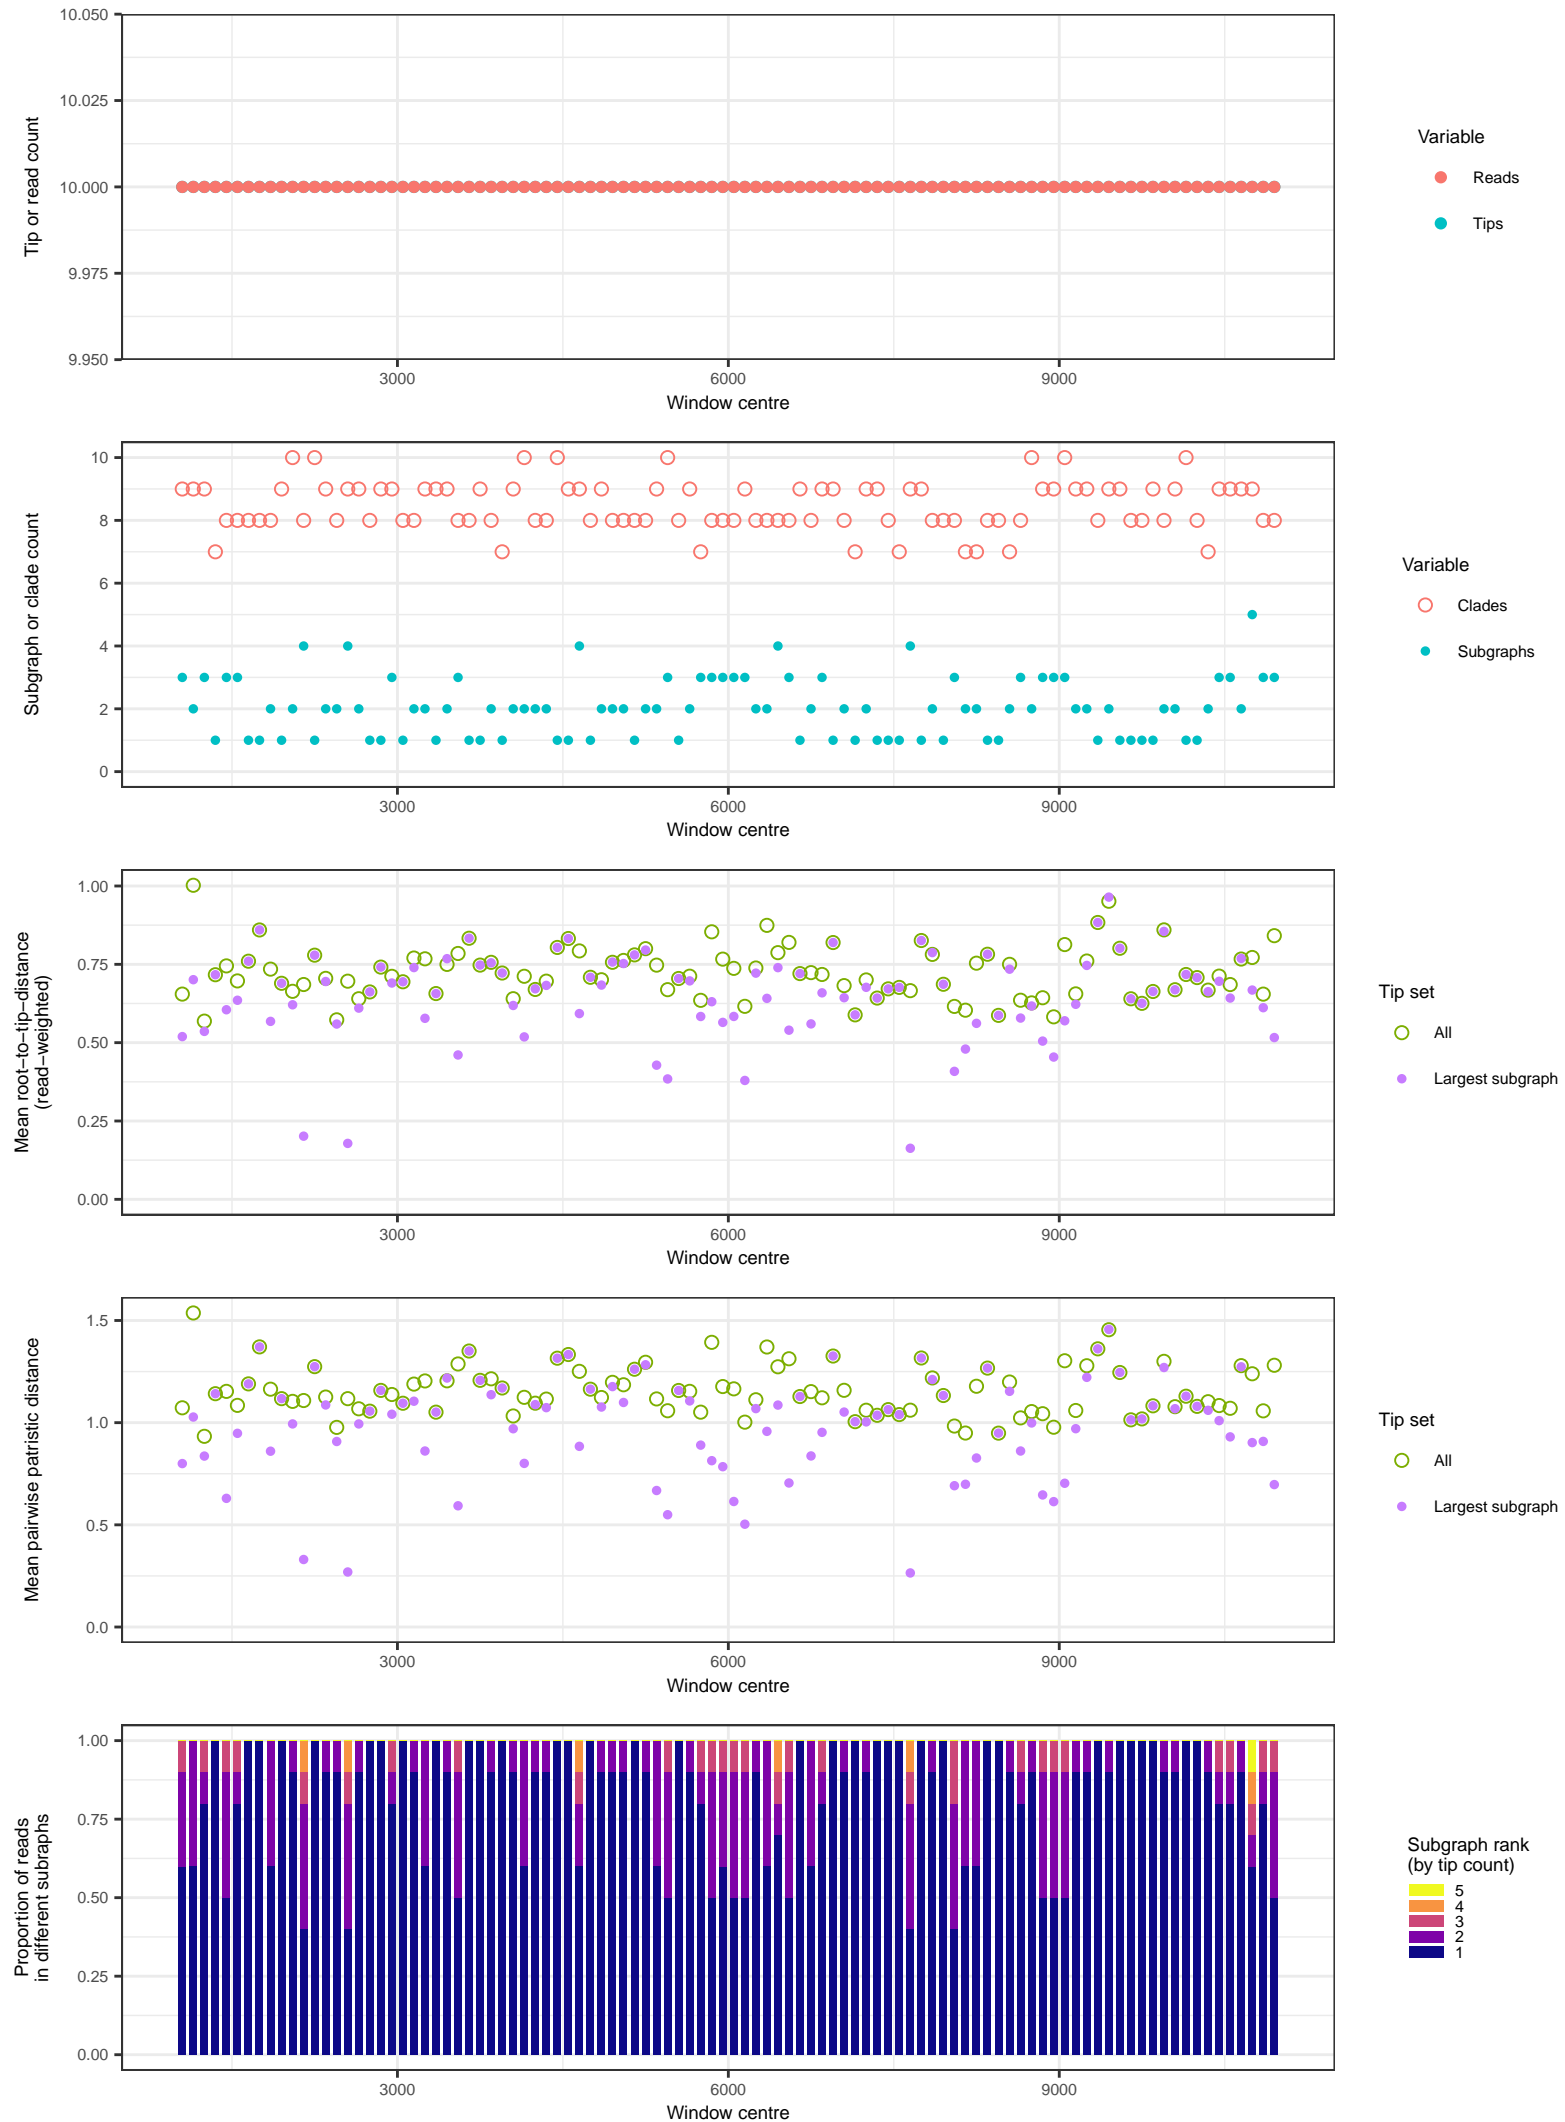 10.050
10.025
10.000
9.975
9.950
Tip or read count
3000 6000 9000
Window centre
Variable
Reads
Tips
10
8
6
4
2
0
Subgraph or clade count
3000 6000 9000
Window centre
Variable
Clades
Subgraphs
1.00
0.75
0.50
0.25
0.00
Mean root−to−tip−distance
(read−weighted)
3000 6000 9000
Window centre
Tip set
All
Largest subgraph
1.5
1.0
0.5
0.0
Mean pairwise patristic distance
3000 6000 9000
Window centre
Tip set
All
Largest subgraph
1.00
0.75
0.50
0.25
0.00
Proportion of reads
in different subraphs
3000 6000 9000
Window centre
Subgraph rank
(by tip count)
5
4
3
2
1